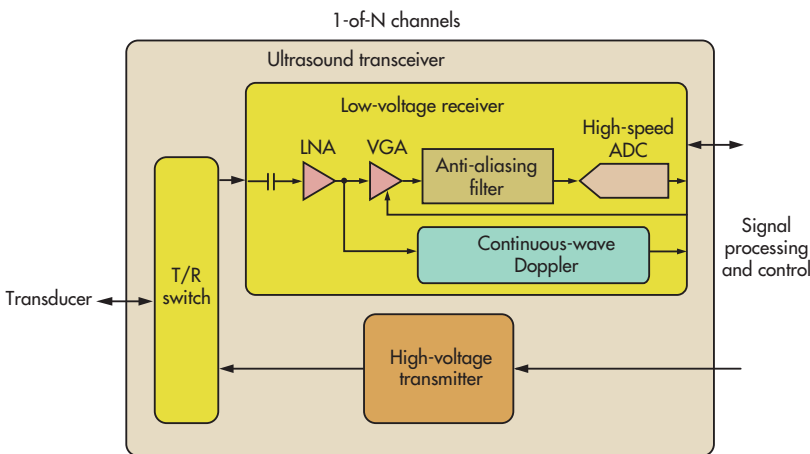 1-of-N channels
Ultrasound transceiver
Low-voltage receiver
LNA
VGA
High-speed
ADC
Anti-aliasing
filter
Continuous-wave
Doppler
T/R
switch
Transducer
High-voltage
transmitter
Signal
processing
and control